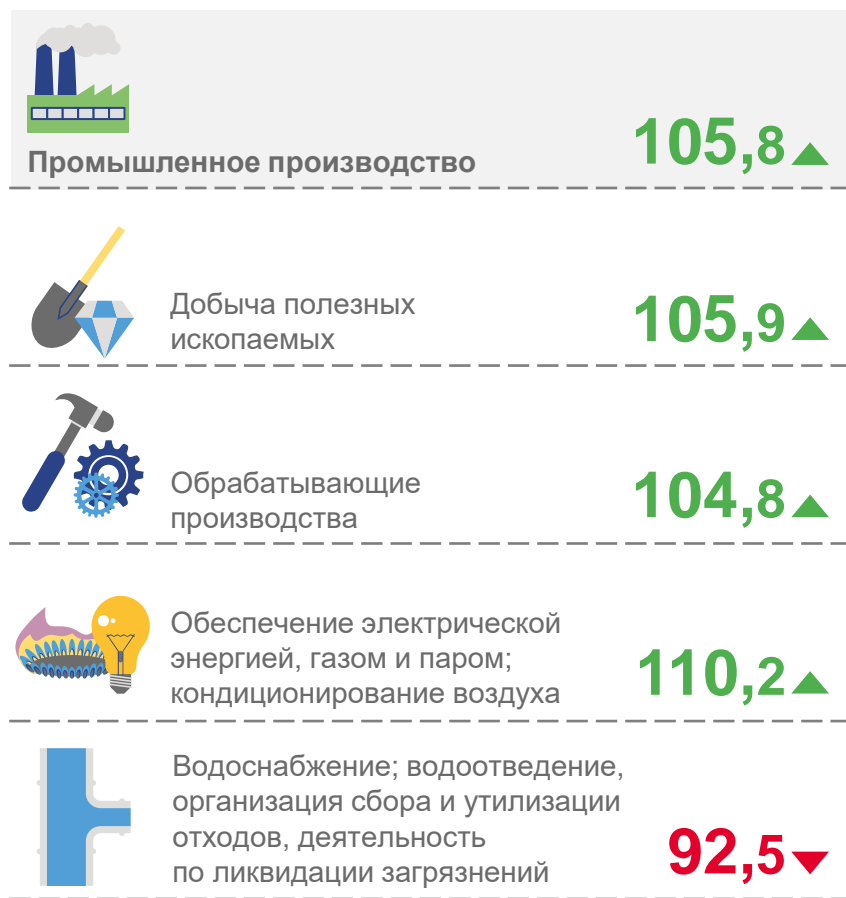 Промышленное производство
105,8
Добыча полезных
ископаемых
105,9
Обрабатывающие
производства
104,8
Обеспечение электрической
энергией, газом и паром;
кондиционирование воздуха
110,2
Водоснабжение; водоотведение,
организация сбора и утилизации
отходов, деятельность
по ликвидации загрязнений
92,5